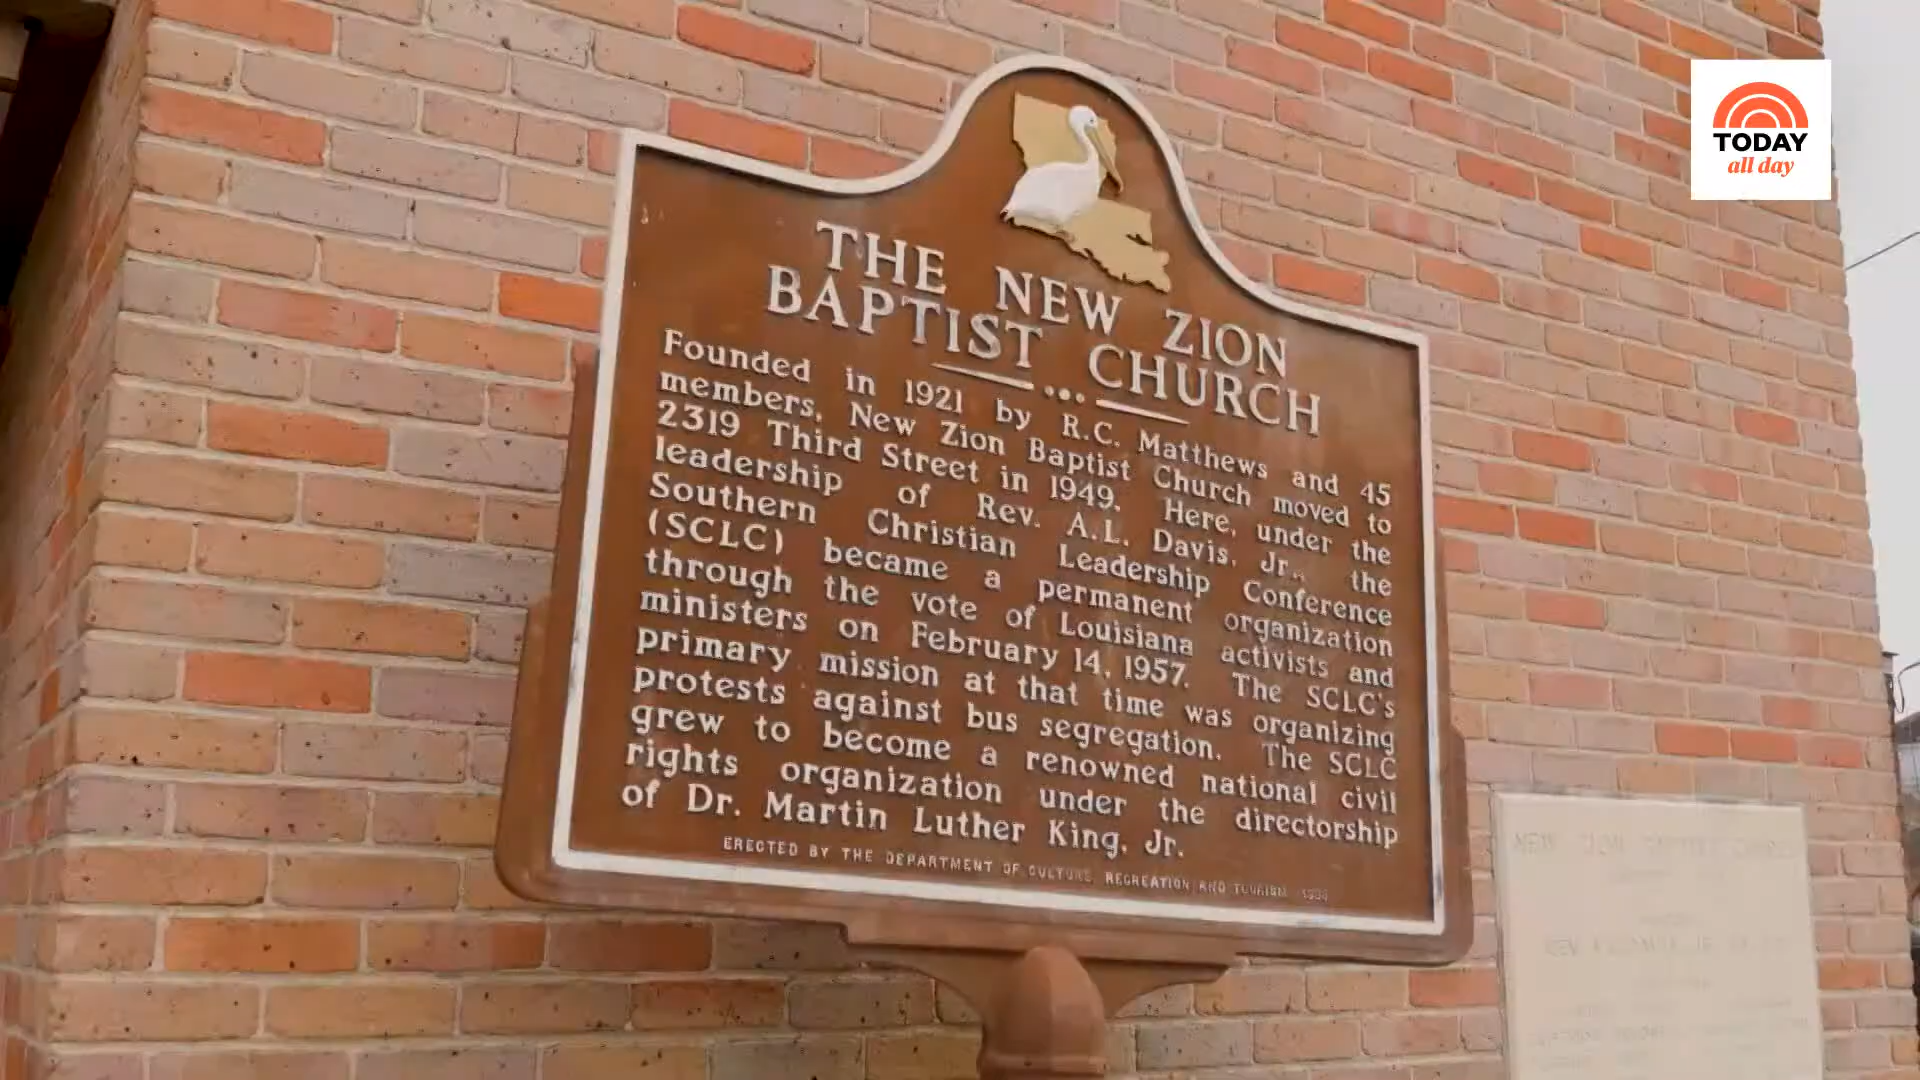 TODAY
all day
THE NEW ZION
BAPTIST CHURCH
Founded in 1921 by R.C. Matthews and 45
members, New Zion Baptist Church moved to
2319 Third Street in 1949. Here, under the
leadership of Rev. A.L. Davis, Jr., the
Southern Christian Leadership Conference
(SCLC) became a permanent organization
through the vote of Louisiana activists and
ministers on February 14, 1957. The SCLC's
primary mission at that time was organizing
protests against bus segregation. The SCLC
grew to become a renowned national civil
rights organization under the directorship
of Dr. Martin Luther King, Jr.
ERECTED BY THE DEPARTMENT OF CULTURE, RECREATION AND TOURISM